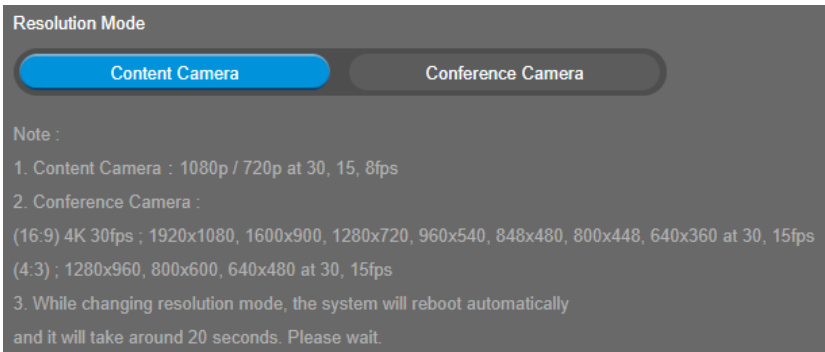 Resolution Mode
Content Camera
Conference Camera
Note :
1. Content Camera : 1080p / 720p at 30, 15, 8fps
2. Conference Camera :
(16:9) 4K 30fps ; 1920x1080, 1600x900, 1280x720, 960x540, 848x480, 800x448, 640x360 at 30, 15fps
(4:3) ; 1280x960, 800x600, 640x480 at 30, 15fps
3. While changing resolution mode, the system will reboot automatically
and it will take around 20 seconds. Please wait.